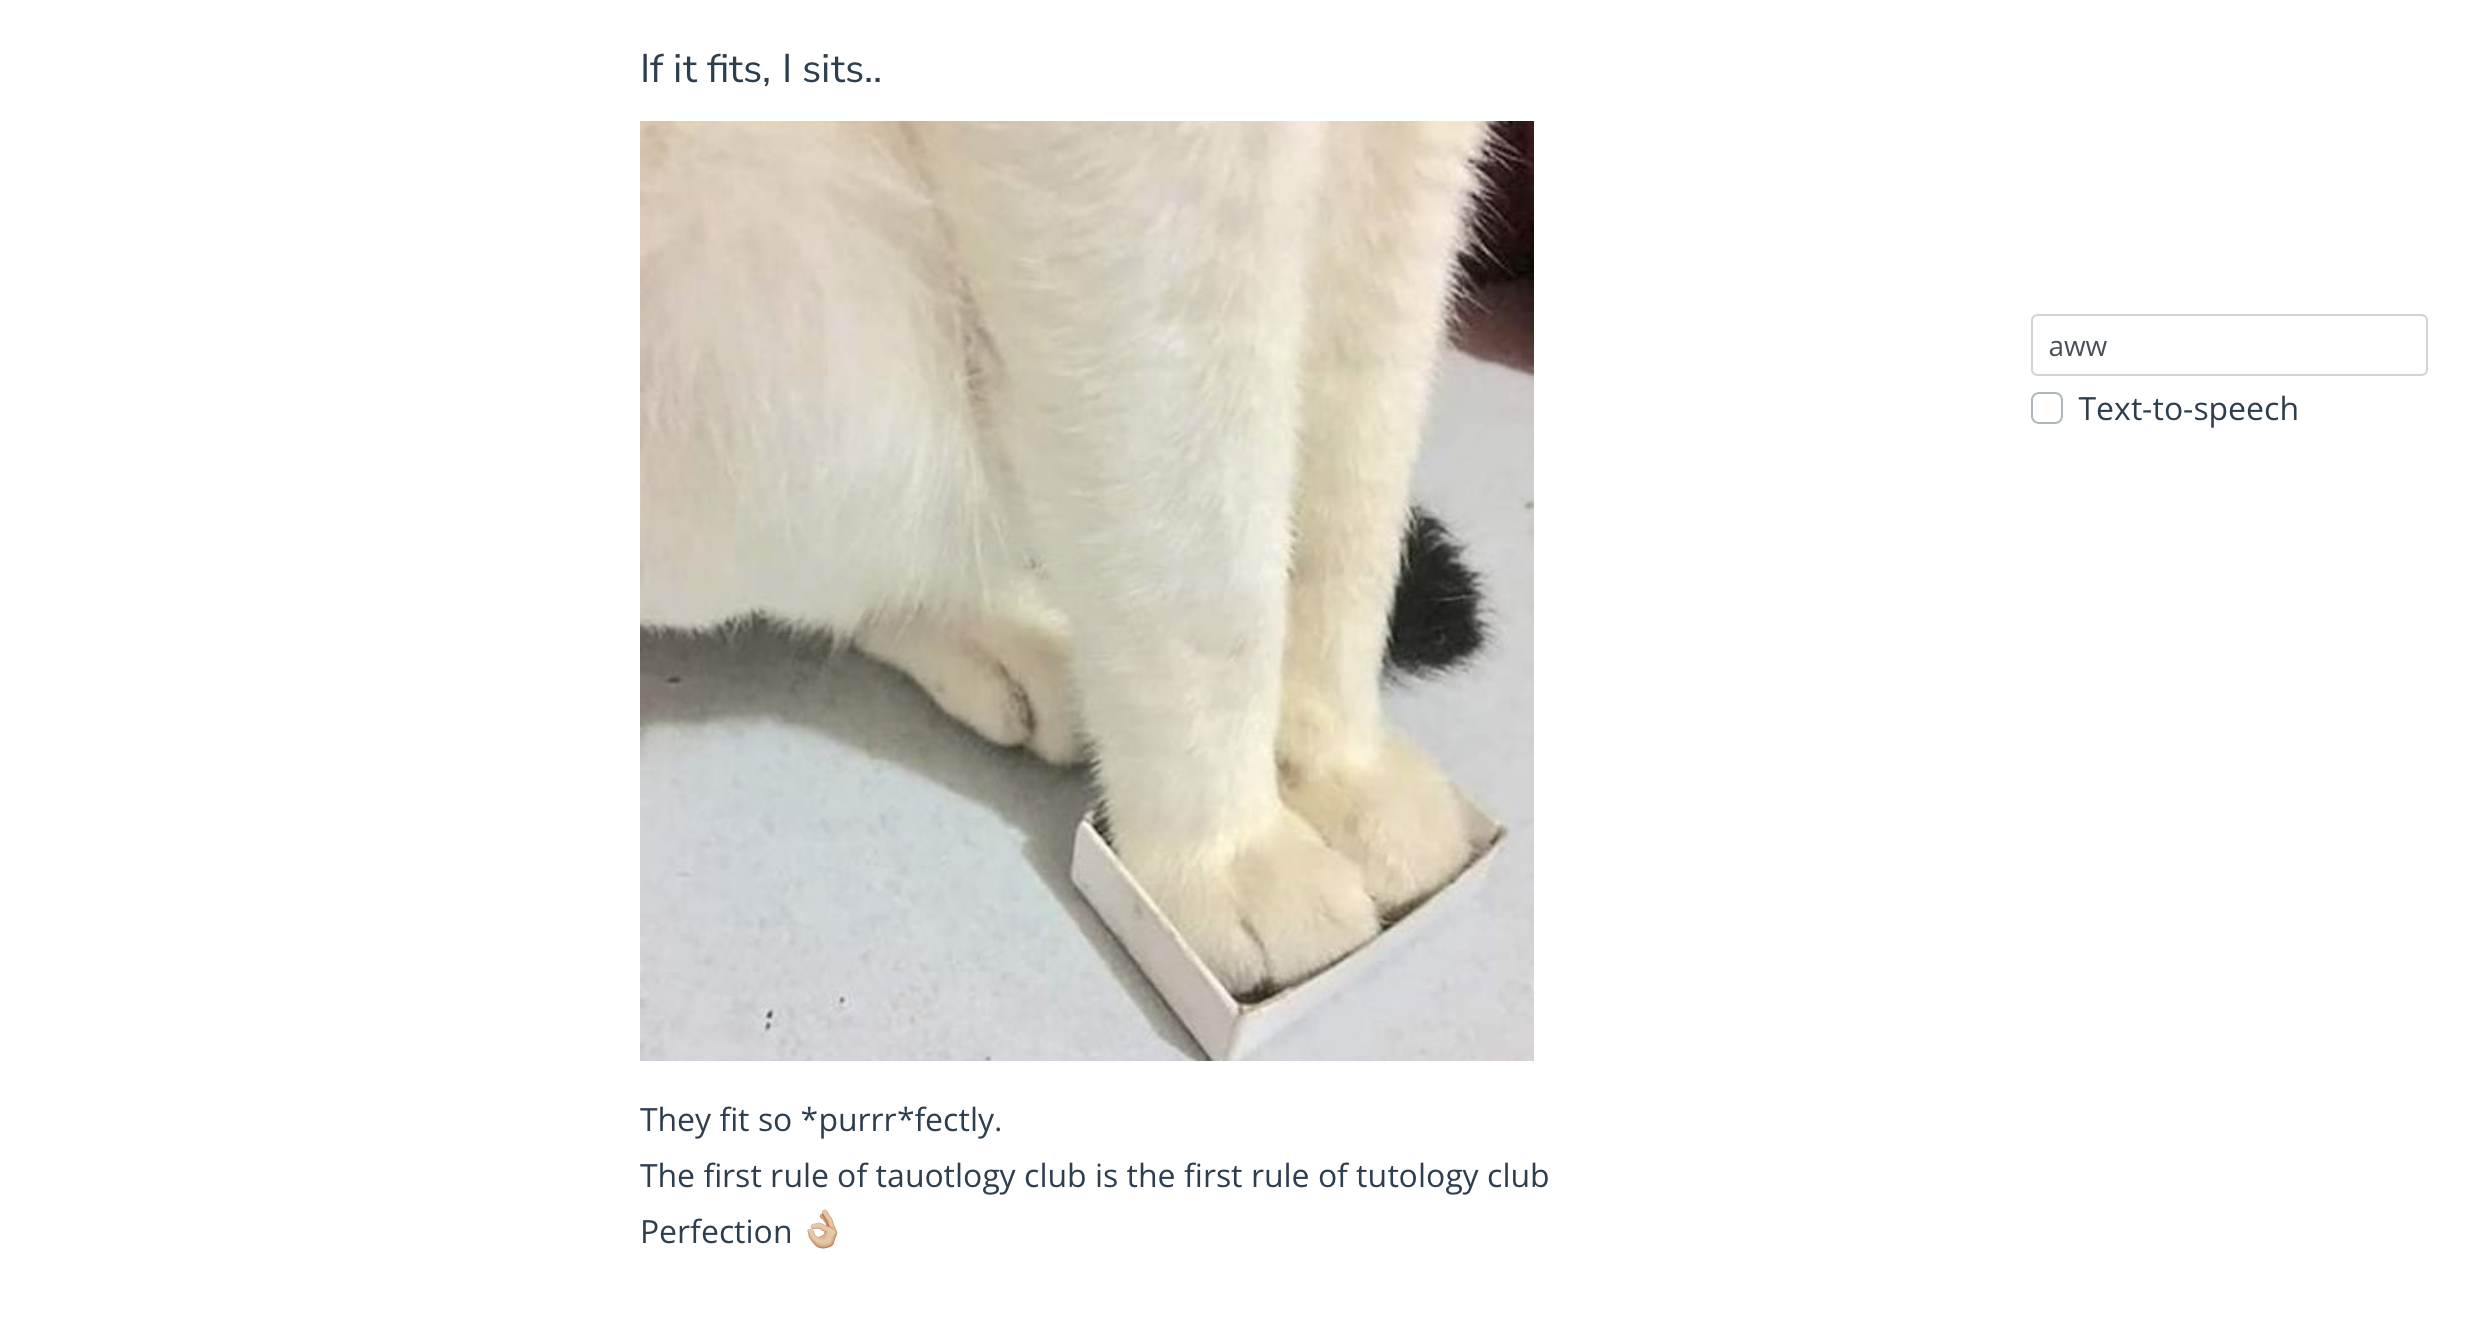 If it fits, I sits..
aww
Text-to-speech
They fit so *purrr*fectly.
The first rule of tauotlogy club is the first rule of tutology club
Perfection 👌🏼